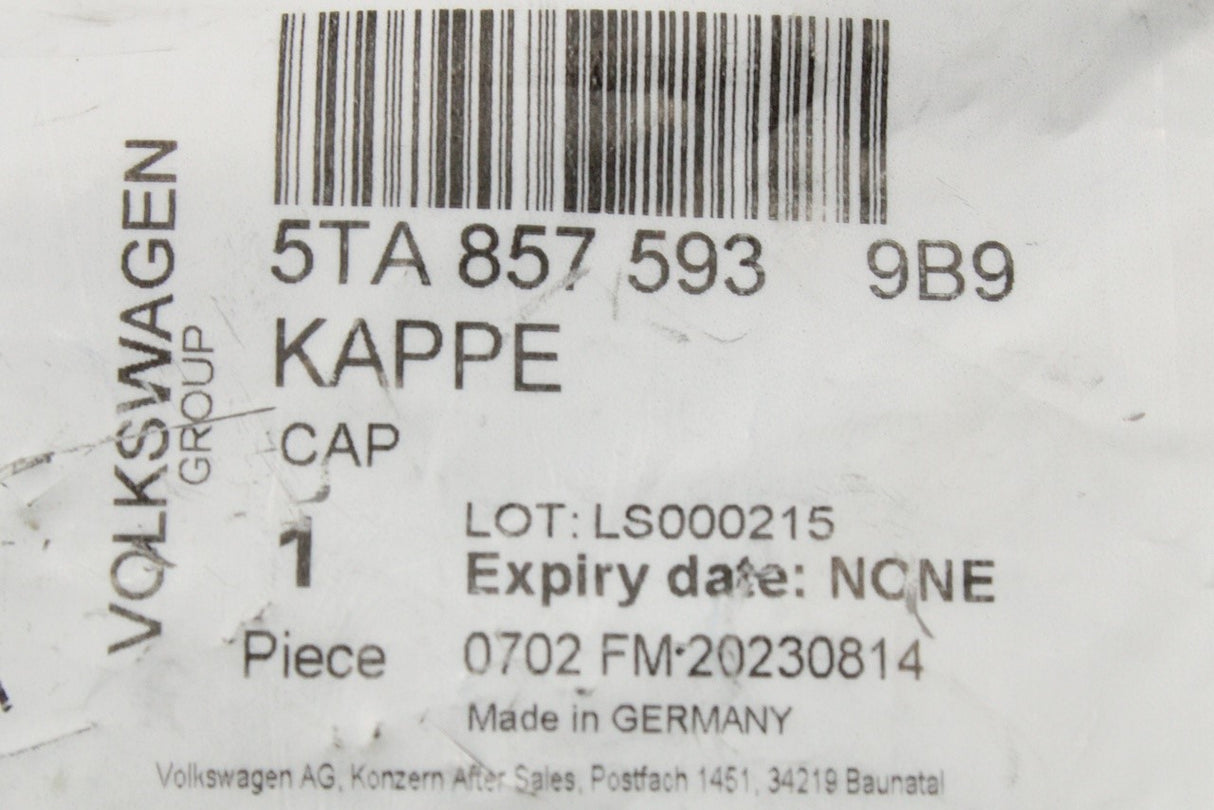 VOLKSWAGEN
GROUP
5TA 857 593 9B9
KAPPE
CAP
1
Piece
LOT: LS000215
Expiry date: NONE
0702 FM 20230814
Made in GERMANY
Volkswagen AG, Konzern After Sales, Postfach 1451, 34219 Baunatal